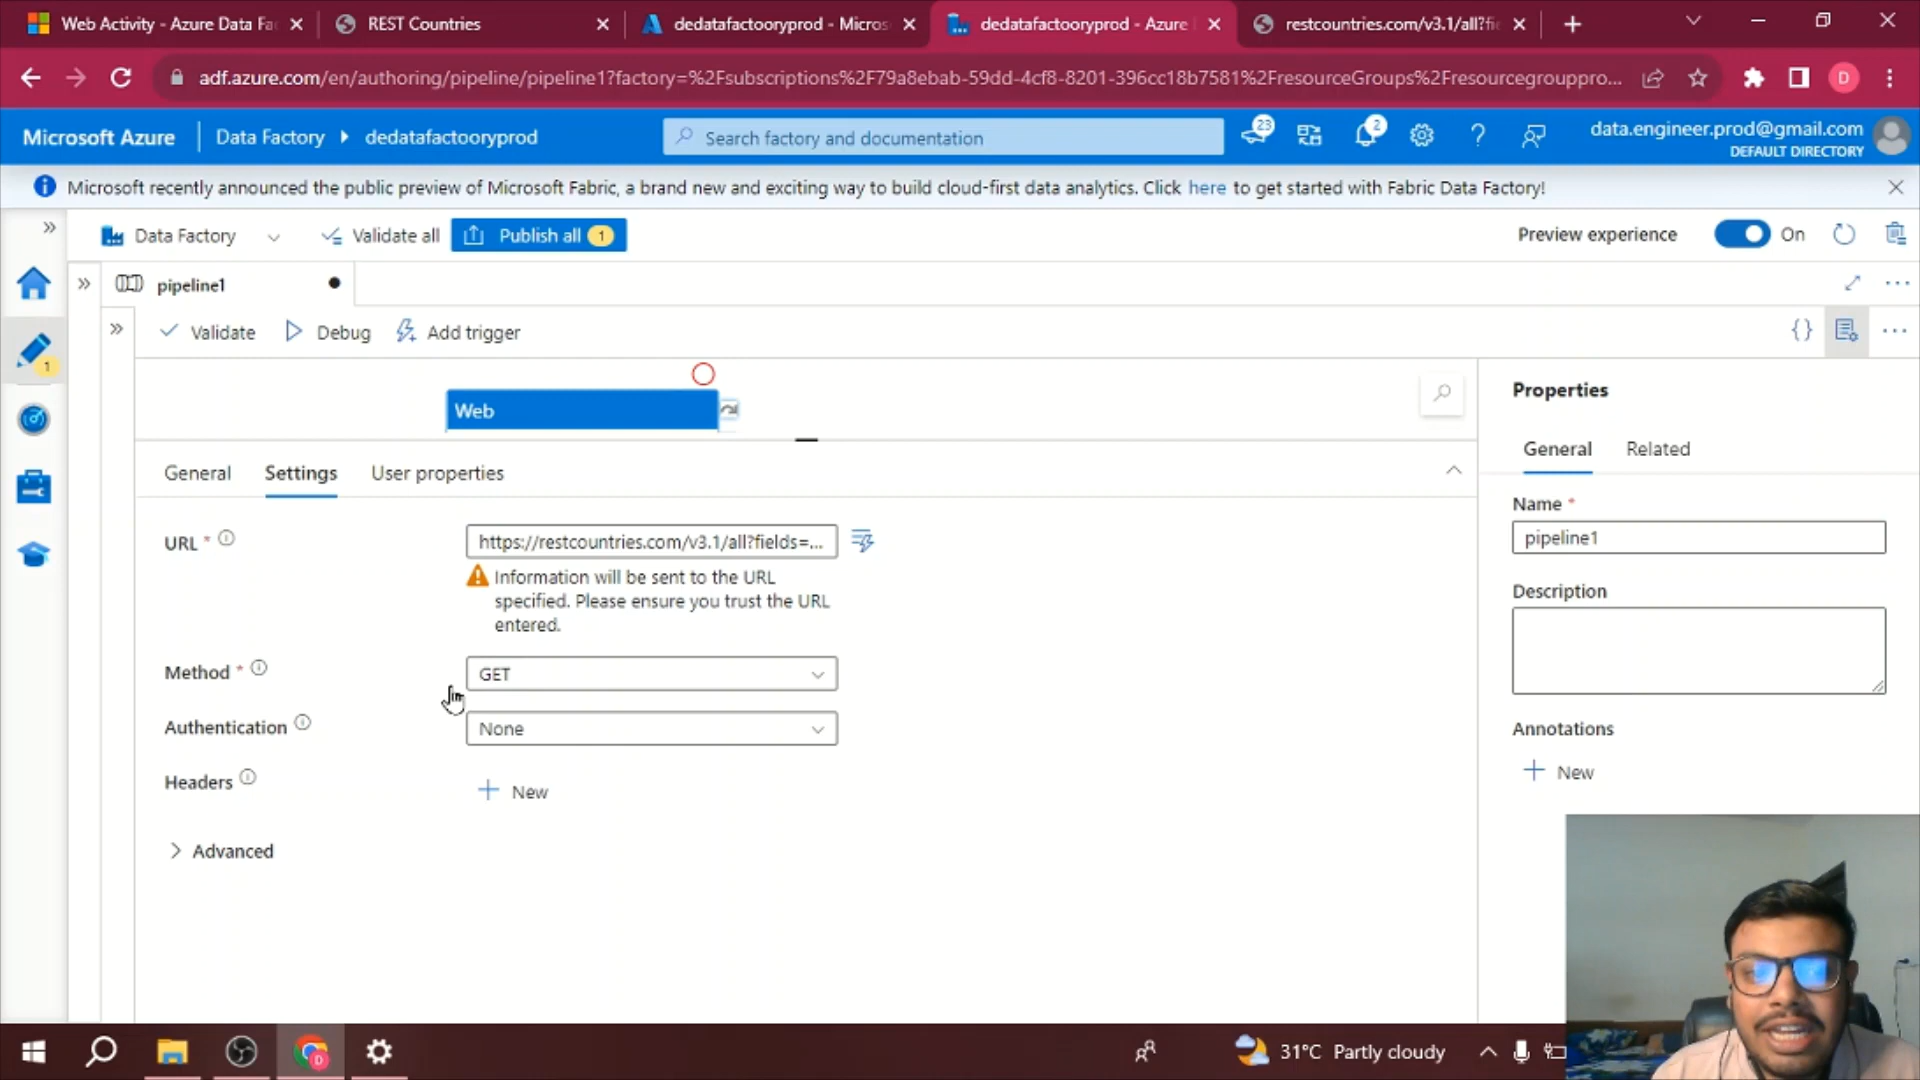 Web Activity - Azure Data Fa
REST Countries
dedatafactooryprod - Micros
dedatafactooryprod - Azure
restcountries.com/v3.1/all?fi
adf.azure.com/en/authoring/pipeline/pipeline1?factory=%2Fsubscriptions%2F79a8ebab-59dd-4cf8-8201-396cc18b7581%2FresourceGroups%2Fresourcegrouppro...
D
Microsoft Azure
Data Factory
dedatafactooryprod
Search factory and documentation
23
2
data.engineer.prod@gmail.com
DEFAULT DIRECTORY
Microsoft recently announced the public preview of Microsoft Fabric, a brand new and exciting way to build cloud-first data analytics. Click here to get started with Fabric Data Factory!
Data Factory
Validate all
Publish all 1
Preview experience
On
pipeline1
Validate
Debug
Add trigger
1
Web
General
Settings
User properties
URL *
https://restcountries.com/v3.1/all?fields=...
Information will be sent to the URL
specified. Please ensure you trust the URL
entered.
Method *
GET
Authentication
None
Headers
New
Advanced
Properties
General
Related
Name *
pipeline1
Description
Annotations
New
D
31°C Partly cloudy